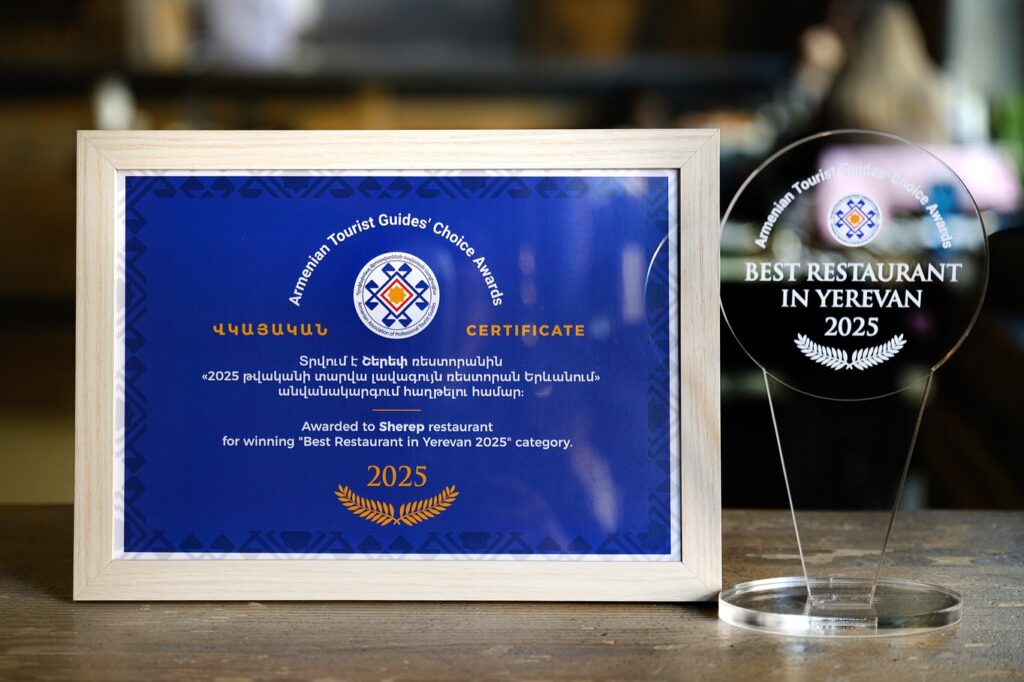 Armenian Tourist Guides' Choice Awards
ՎԿԱՅԱԿԱՆ
CERTIFICATE
Տրվում է Շերեփ ռեստորանին
«2025 թվականի տարվա լավագույն ռեստորան Երևանում»
անվանակարգում հաղթելու համար:
Awarded to Sherep restaurant
for winning "Best Restaurant in Yerevan 2025" category.
2025
Armenian Tourist Guides' Choice Awards
BEST RESTAURANT
IN YEREVAN
2025